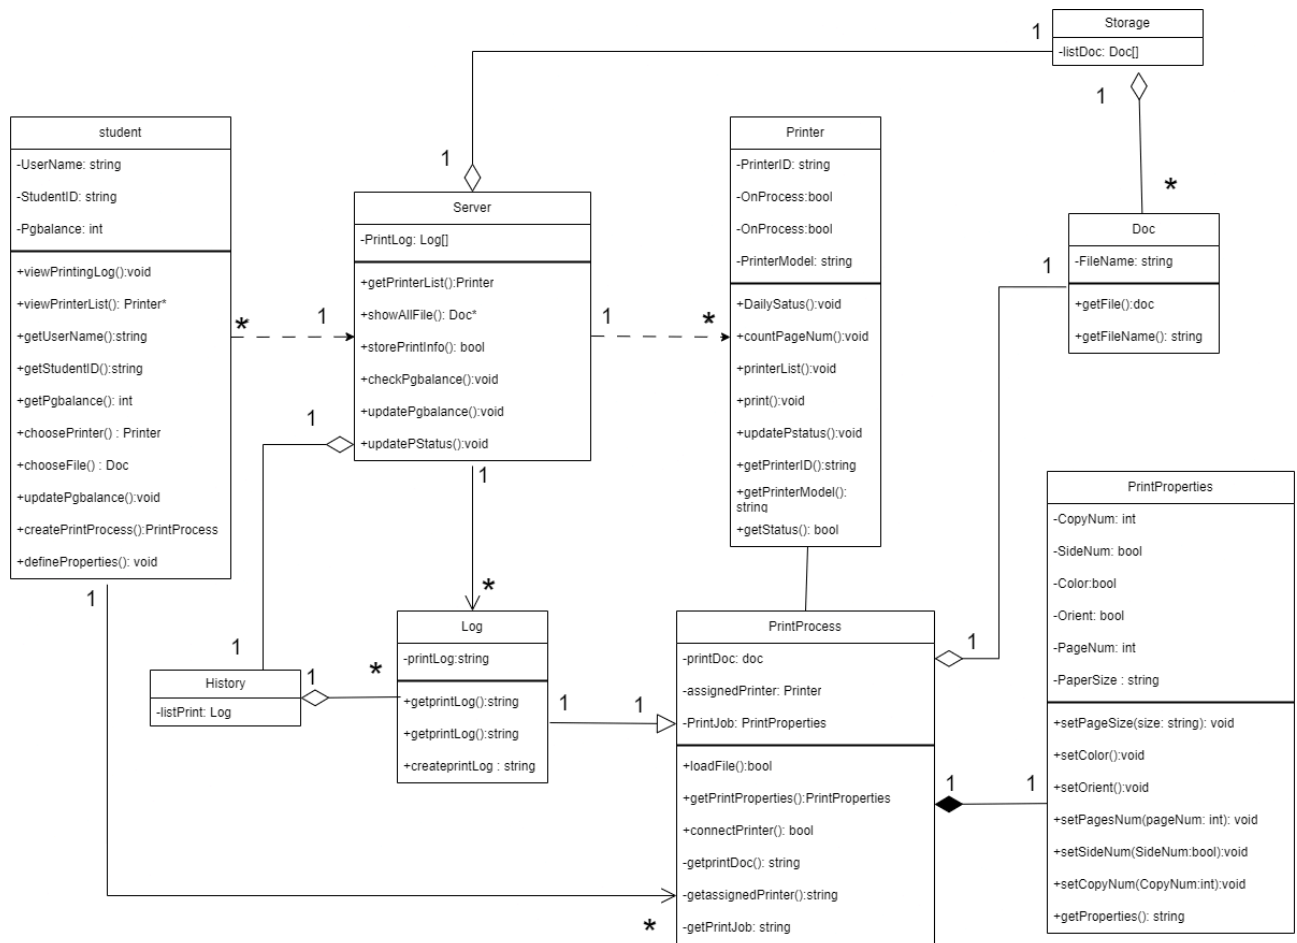 Storage
-listDoc: Doc[]
1
1
*
1
student
-UserName: string
-StudentID: string
-Pgbalance: int
+viewPrintingLog():void
+viewPrinterList(): Printer*
+getUserName():string
+getStudentID():string
+getPgbalance(): int
+choosePrinter() : Printer
+chooseFile() : Doc
+updatePgbalance():void
+createPrintProcess():PrintProcess
+defineProperties(): void
*
1
1
Server
-PrintLog: Log[]
+getPrinterList():Printer
+showAllFile(): Doc*
+storePrintInfo(): bool
+checkPgbalance():void
+updatePgbalance():void
+updatePStatus():void
1
*
1
1
1
*
Printer
-PrinterID: string
-OnProcess:bool
-OnProcess:bool
-PrinterModel: string
+DailySatus():void
+countPageNum():void
+printerList():void
+print():void
+updatePstatus():void
+getPrinterID():string
+getPrinterModel():
string
+getStatus(): bool
Doc
-FileName: string
+getFile():doc
+getFileName(): string
1
1
History
-listPrint: Log
1
*
Log
-printLog:string
+getprintLog():string
+getprintLog():string
+createprintLog : string
1
1
PrintProcess
-printDoc: doc
-assignedPrinter: Printer
-PrintJob: PrintProperties
+loadFile():bool
+getPrintProperties():PrintProperties
+connectPrinter(): bool
-getprintDoc(): string
-getassignedPrinter():string
-getPrintJob: string
*
1
1
PrintProperties
-CopyNum: int
-SideNum: bool
-Color:bool
-Orient: bool
-PageNum: int
-PaperSize : string
+setPageSize(size: string): void
+setColor():void
+setOrient():void
+setPagesNum(pageNum: int): void
+setSideNum(SideNum:bool):void
+setCopyNum(CopyNum:int):void
+getProperties(): string